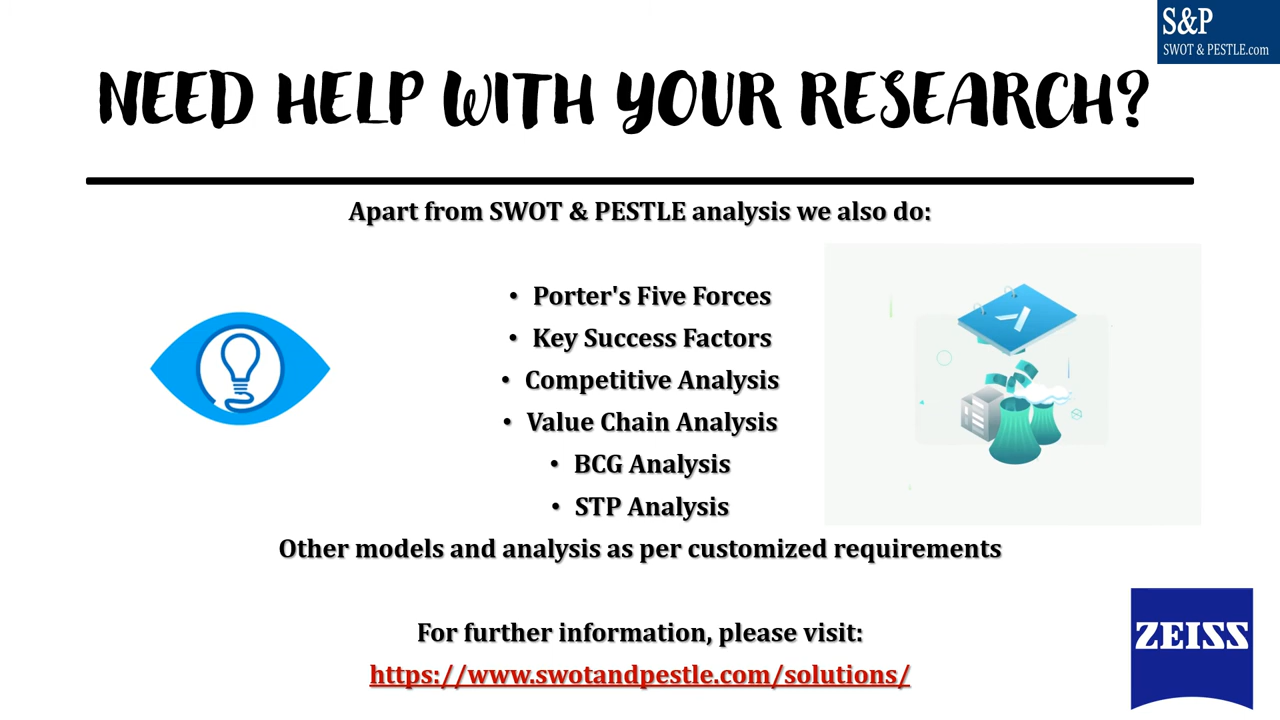 S&P
SWOT & PESTLE.com
NEED HELP WITH YOUR RESEARCH?
Apart from SWOT & PESTLE analysis we also do:
• Porter's Five Forces
• Key Success Factors
• Competitive Analysis
• Value Chain Analysis
• BCG Analysis
• STP Analysis
Other models and analysis as per customized requirements
For further information, please visit:
https://www.swotandpestle.com/solutions/
ZEISS